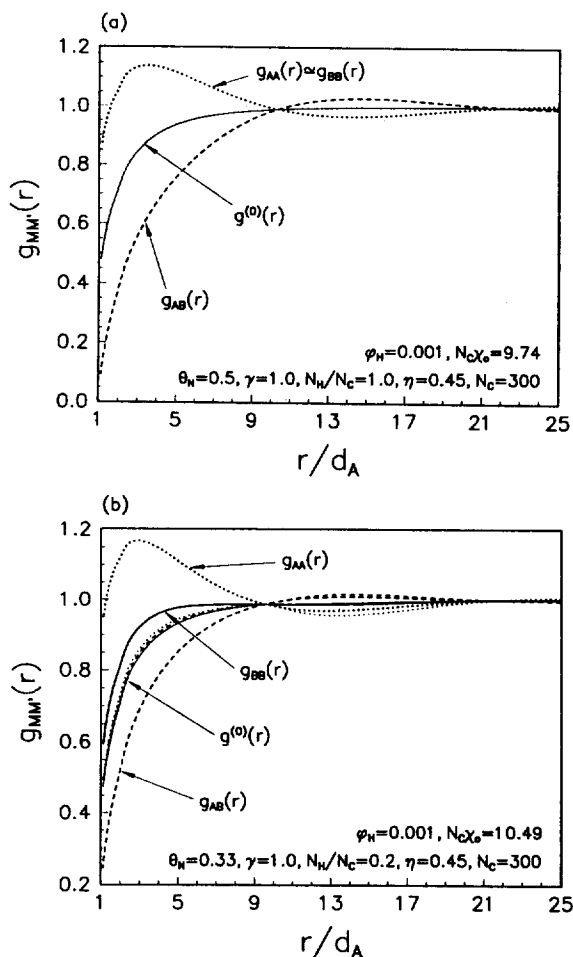 (a)
1.2
1.0
0.8
0.6
0.4
0.2
0.0
g_MM'(r)
g_AA(r)≃g_BB(r)
g^(0)(r)
g_AB(r)
φ_H=0.001, N_Cχ_o=9.74
θ_H=0.5, γ=1.0, N_H/N_C=1.0, η=0.45, N_C=300
1 5 9 13 17 21 25
r/d_A
(b)
1.2
1.0
0.8
0.6
0.4
0.2
g_MM'(r)
g_AA(r)
g_BB(r)
g^(0)(r)
g_AB(r)
φ_H=0.001, N_Cχ_o=10.49
θ_H=0.33, γ=1.0, N_H/N_C=0.2, η=0.45, N_C=300
1 5 9 13 17 21 25
r/d_A